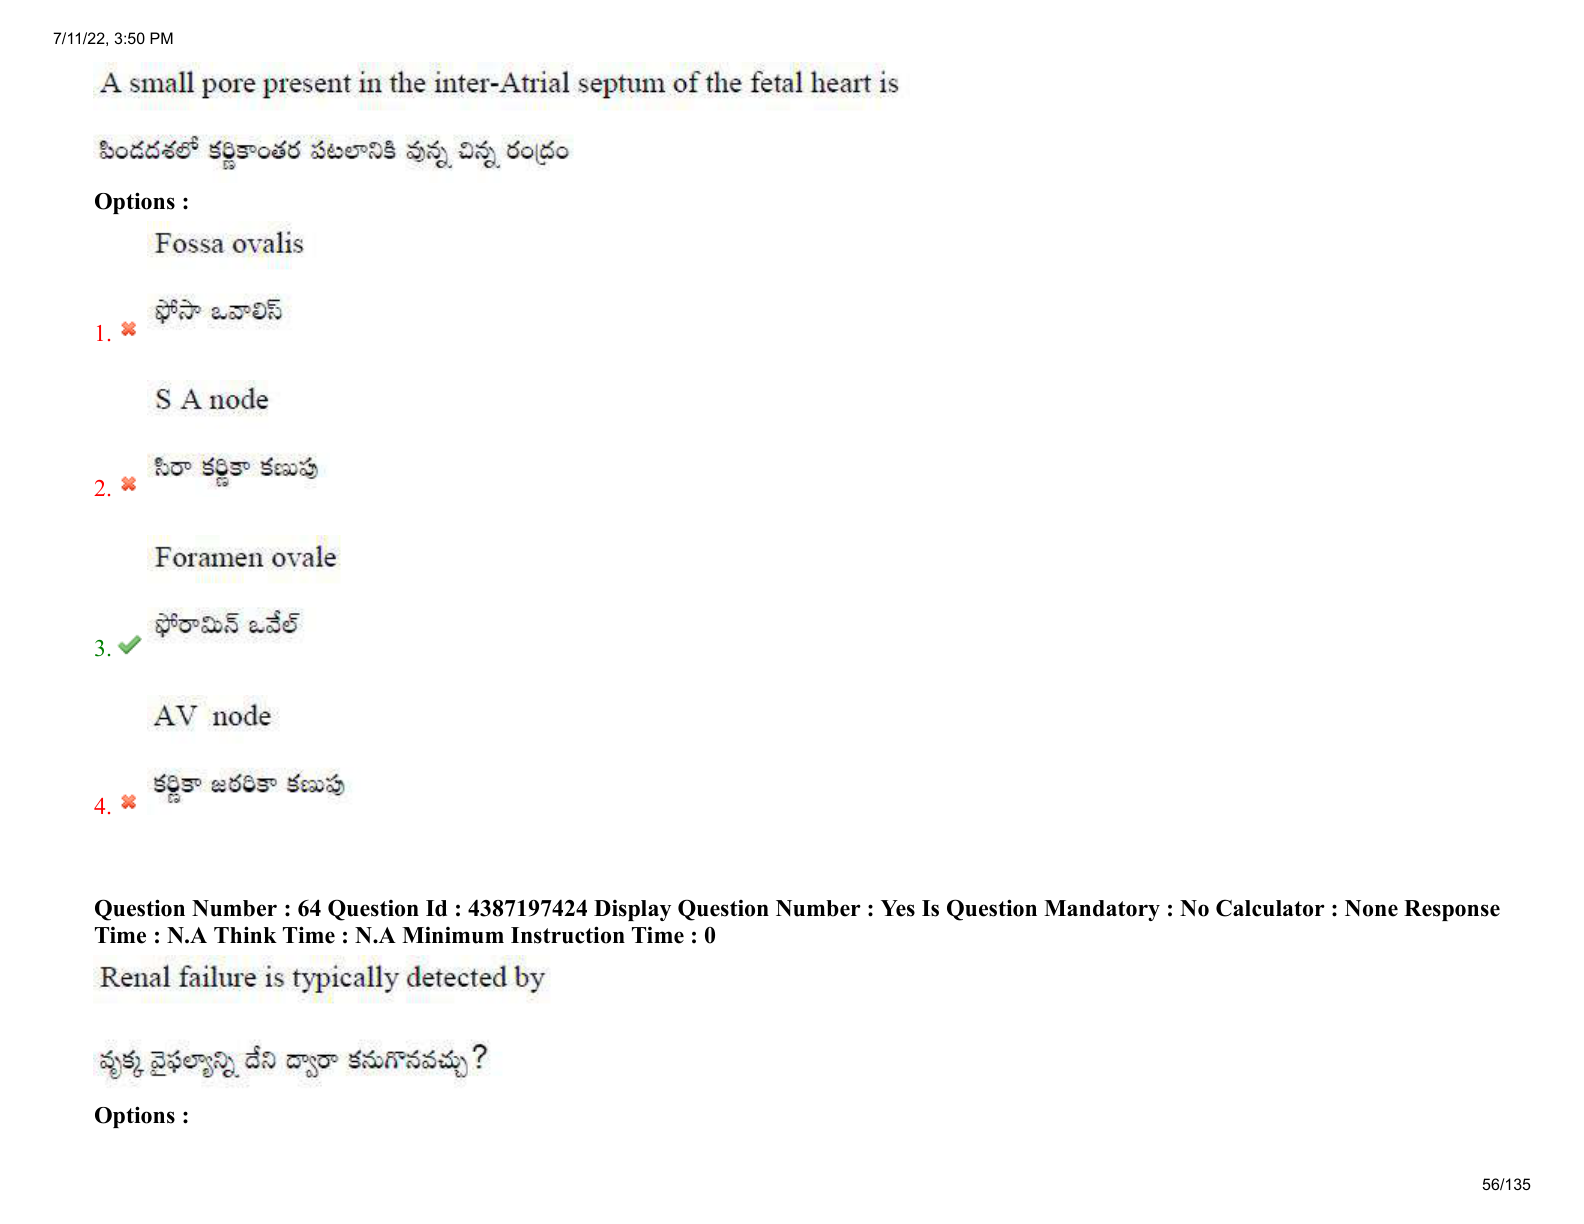 7/11/22, 3:50 PM
A small pore present in the inter-Atrial septum of the fetal heart is
పిండదశలో కర్ణికాంతర పటలానికి వున్న చిన్న రంద్రం
Options :
Fossa ovalis
ఫోసా ఒవాలిస్
1.
S A node
సిరా కర్ణికా కణుపు
2.
Foramen ovale
ఫోరామిన్ ఒవేల్
3.
AV node
కర్ణికా జఠరికా కణుపు
4.
Question Number : 64 Question Id : 4387197424 Display Question Number : Yes Is Question Mandatory : No Calculator : None Response
Time : N.A Think Time : N.A Minimum Instruction Time : 0
Renal failure is typically detected by
వృక్క వైఫల్యాన్ని దేని ద్వారా కనుగొనవచ్చు?
Options :
56/135